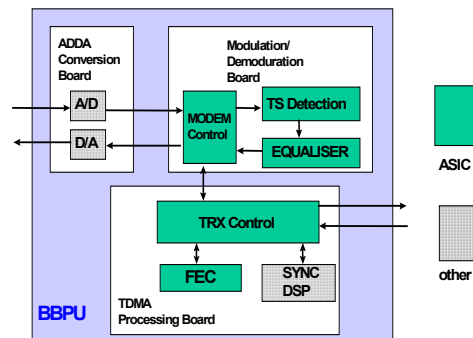 ADDA
Conversion
Board
A/D
D/A
Modulation/
Demoduration
Board
MODEM
Control
TS Detection
EQUALISER
TRX Control
FEC
SYNC
DSP
TDMA
Processing Board
BBPU
ASIC
other